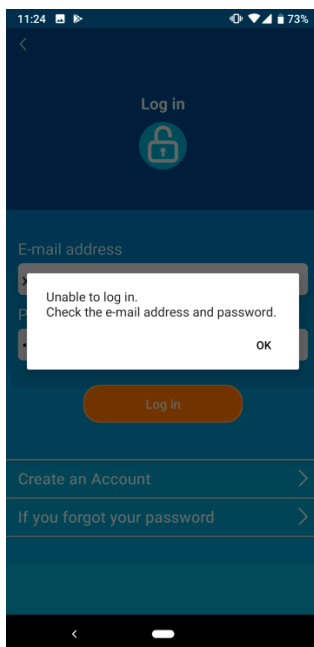 11:24 73%
Log in
E-mail address
Unable to log in.
Check the e-mail address and password.
OK
Log in
Create an Account
If you forgot your password